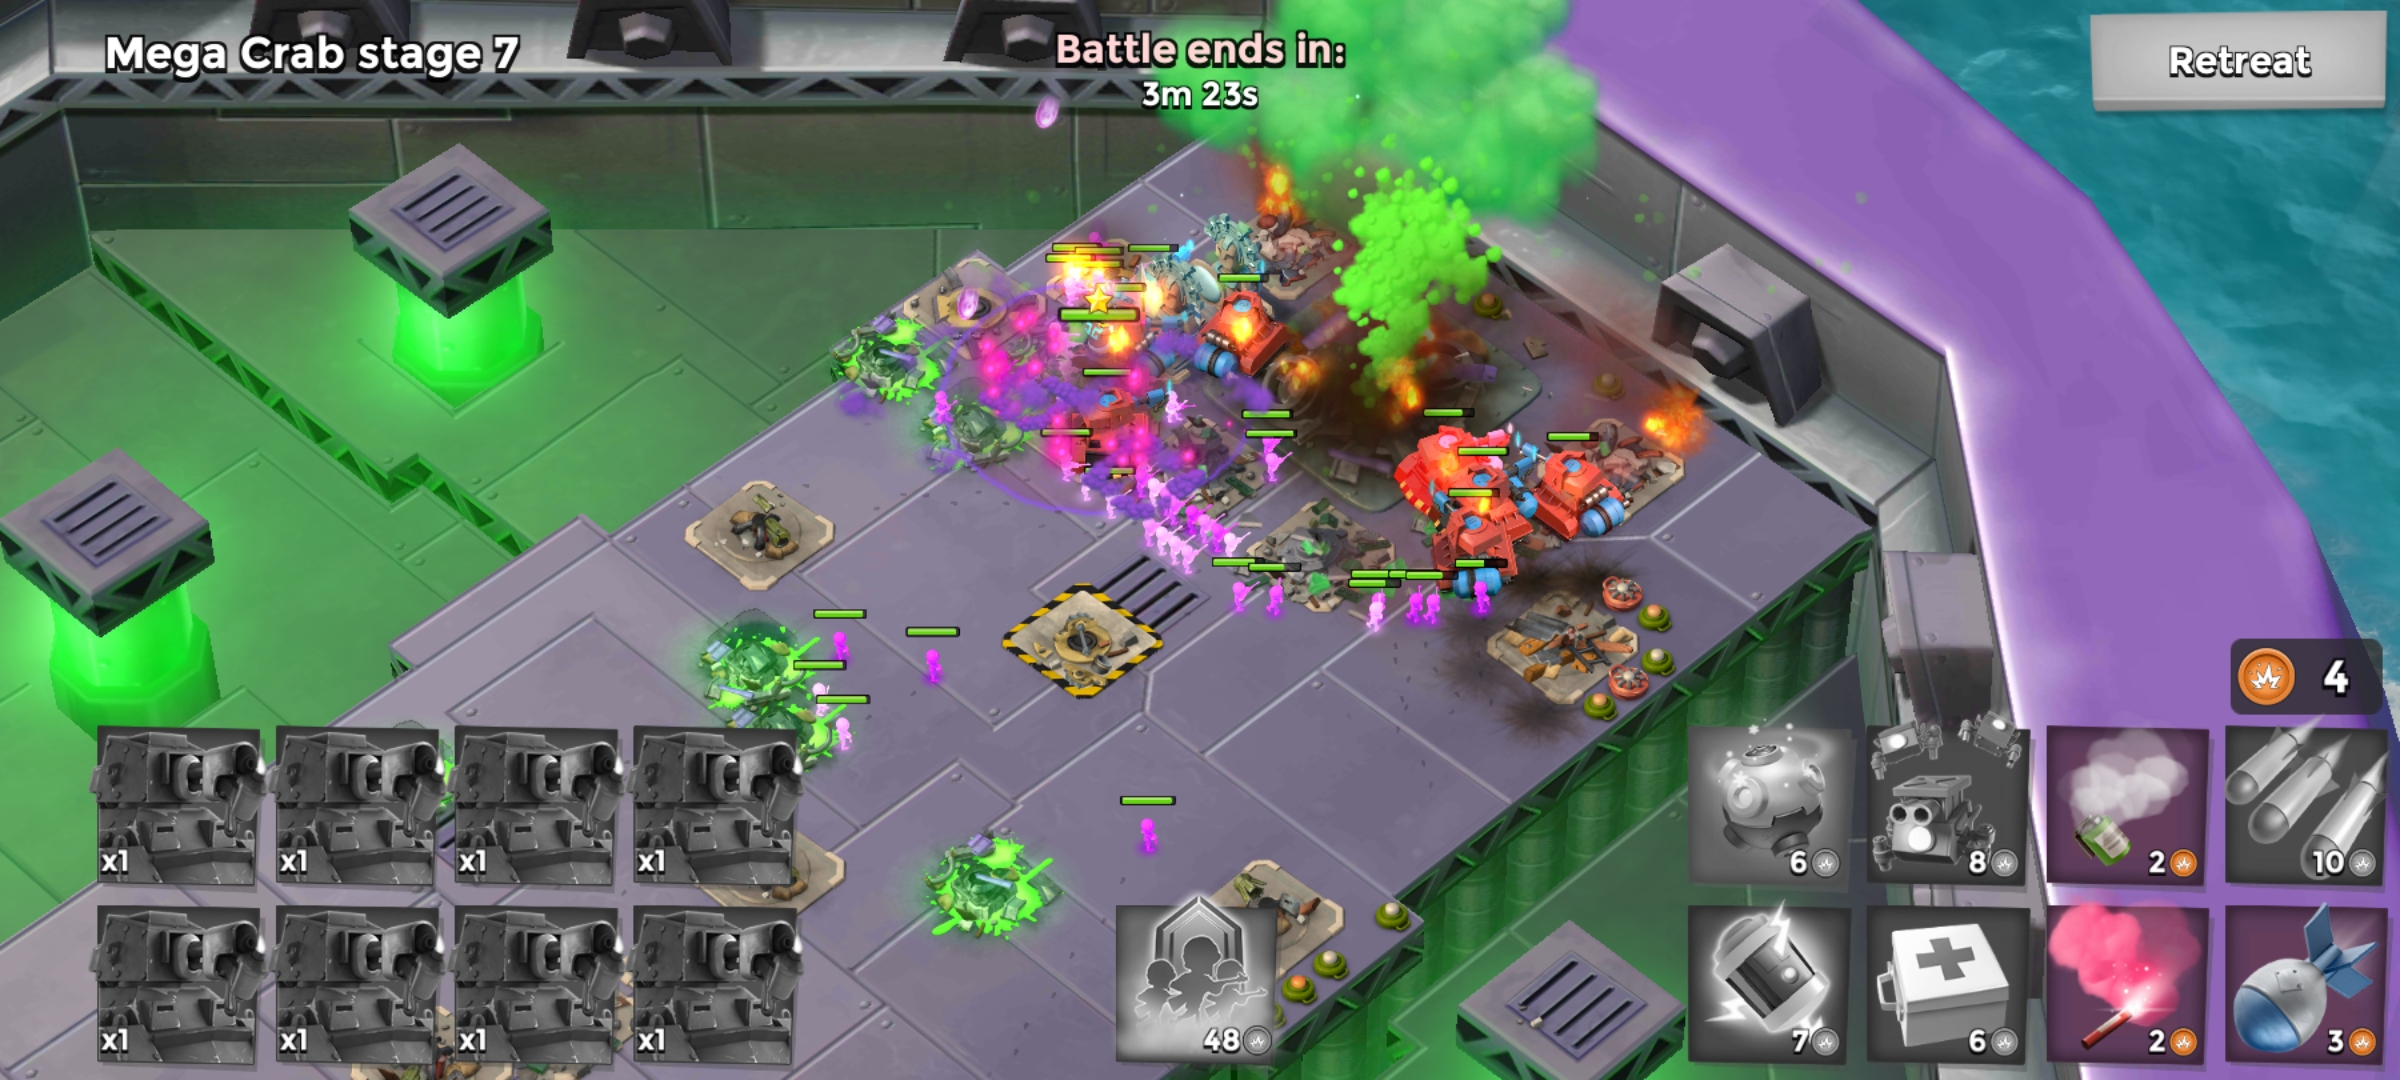 Mega Crab stage 7
Battle ends in:
3m 23s
Retreat
4
x1
x1
x1
x1
6
8
2
10
x1
x1
x1
x1
48
7
6
2
3